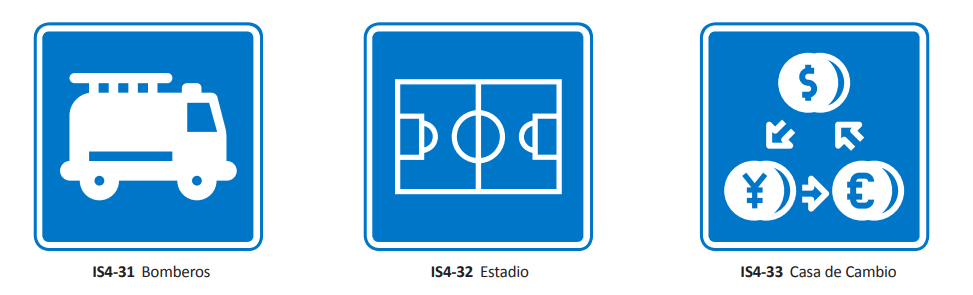 $
¥ €
IS4-31 Bomberos
IS4-32 Estadio
IS4-33 Casa de Cambio